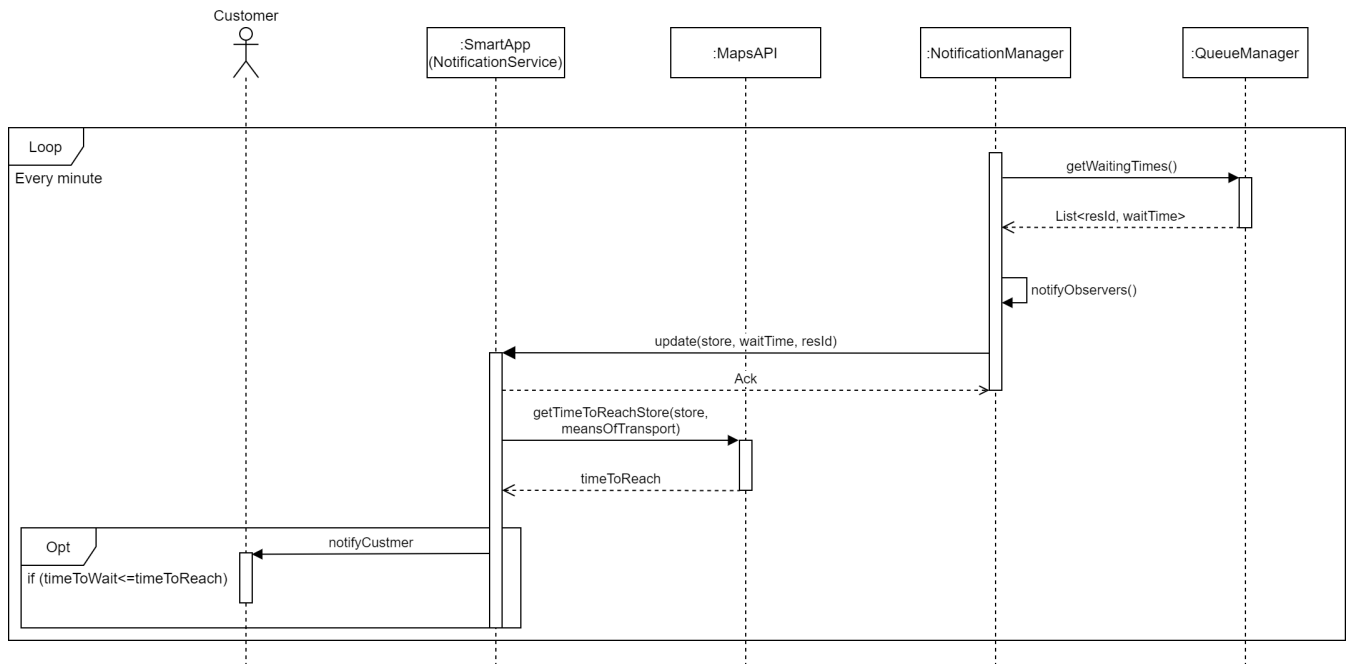 Customer
:SmartApp
(NotificationService)
:MapsAPI
:NotificationManager
:QueueManager
Loop
Every minute
getWaitingTimes()
List<resId, waitTime>
notifyObservers()
update(store, waitTime, resId)
Ack
getTimeToReachStore(store,
meansOfTransport)
timeToReach
Opt
notifyCustmer
if (timeToWait<=timeToReach)